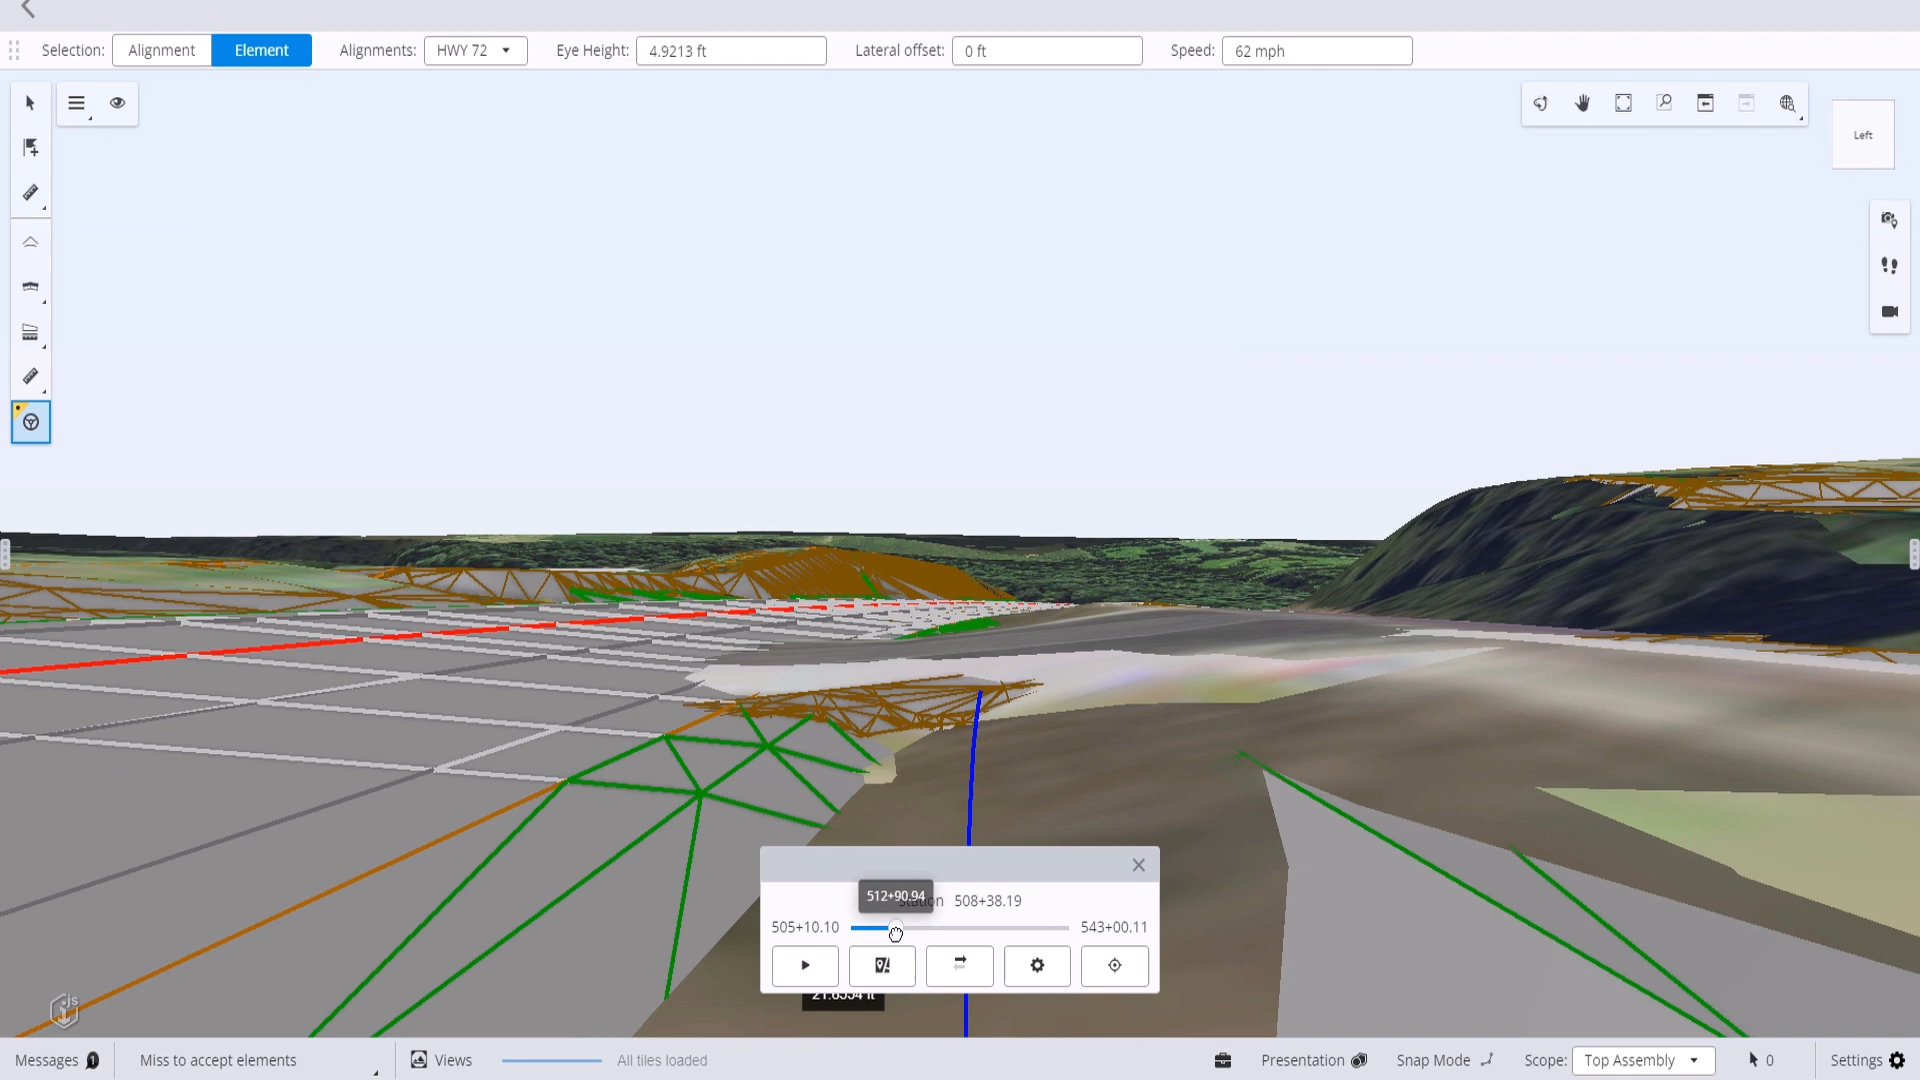 Selection: Alignment Element Alignments: HWY 72 Eye Height: 4.9213 ft Lateral offset: 0 ft Speed: 62 mph
Left
512+90.94
508+38.19
505+10.10 543+00.11
Messages 1 Miss to accept elements Views All tiles loaded Presentation Snap Mode Scope: Top Assembly 0 Settings